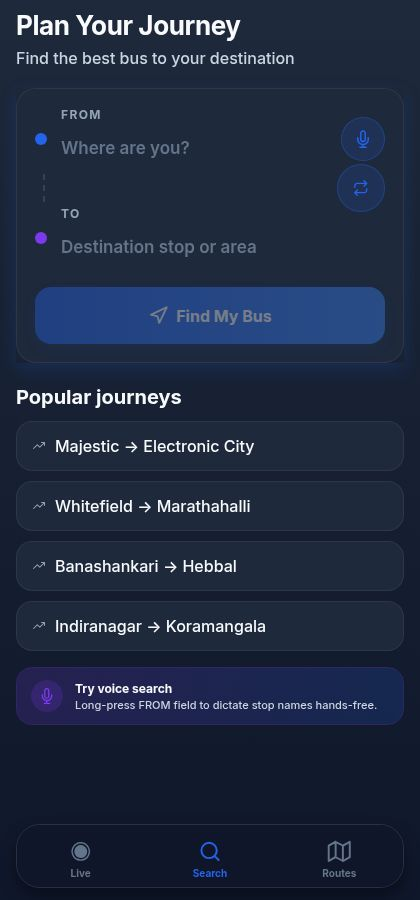 Plan Your Journey
Find the best bus to your destination
FROM
Where are you?
TO
Destination stop or area
Find My Bus
Popular journeys
Majestic → Electronic City
Whitefield → Marathahalli
Banashankari → Hebbal
Indiranagar → Koramangala
Try voice search
Long-press FROM field to dictate stop names hands-free.
Live
Search
Routes